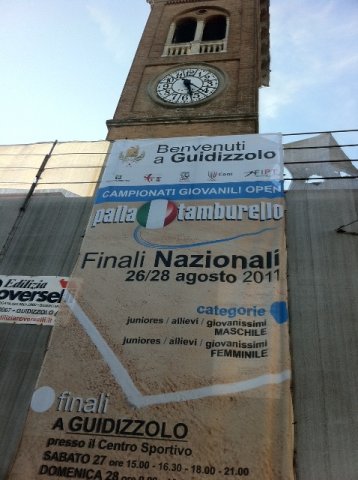 Benvenuti
a Guidizzolo
Coni
CAMPIONATI GIOVANILI OPEN
palla tamburello
Finali Nazionali
26/28 agosto 2011
categorie
juniores / allievi / giovanissimi
MASCHILE
juniores / allievi / giovanissimi
FEMMINILE
Edilizia
finali
A GUIDIZZOLO
presso il Centro Sportivo
SABATO 27 ore 15.00 - 16.30 - 18.00 - 21.00
DOMENICA 28 ore